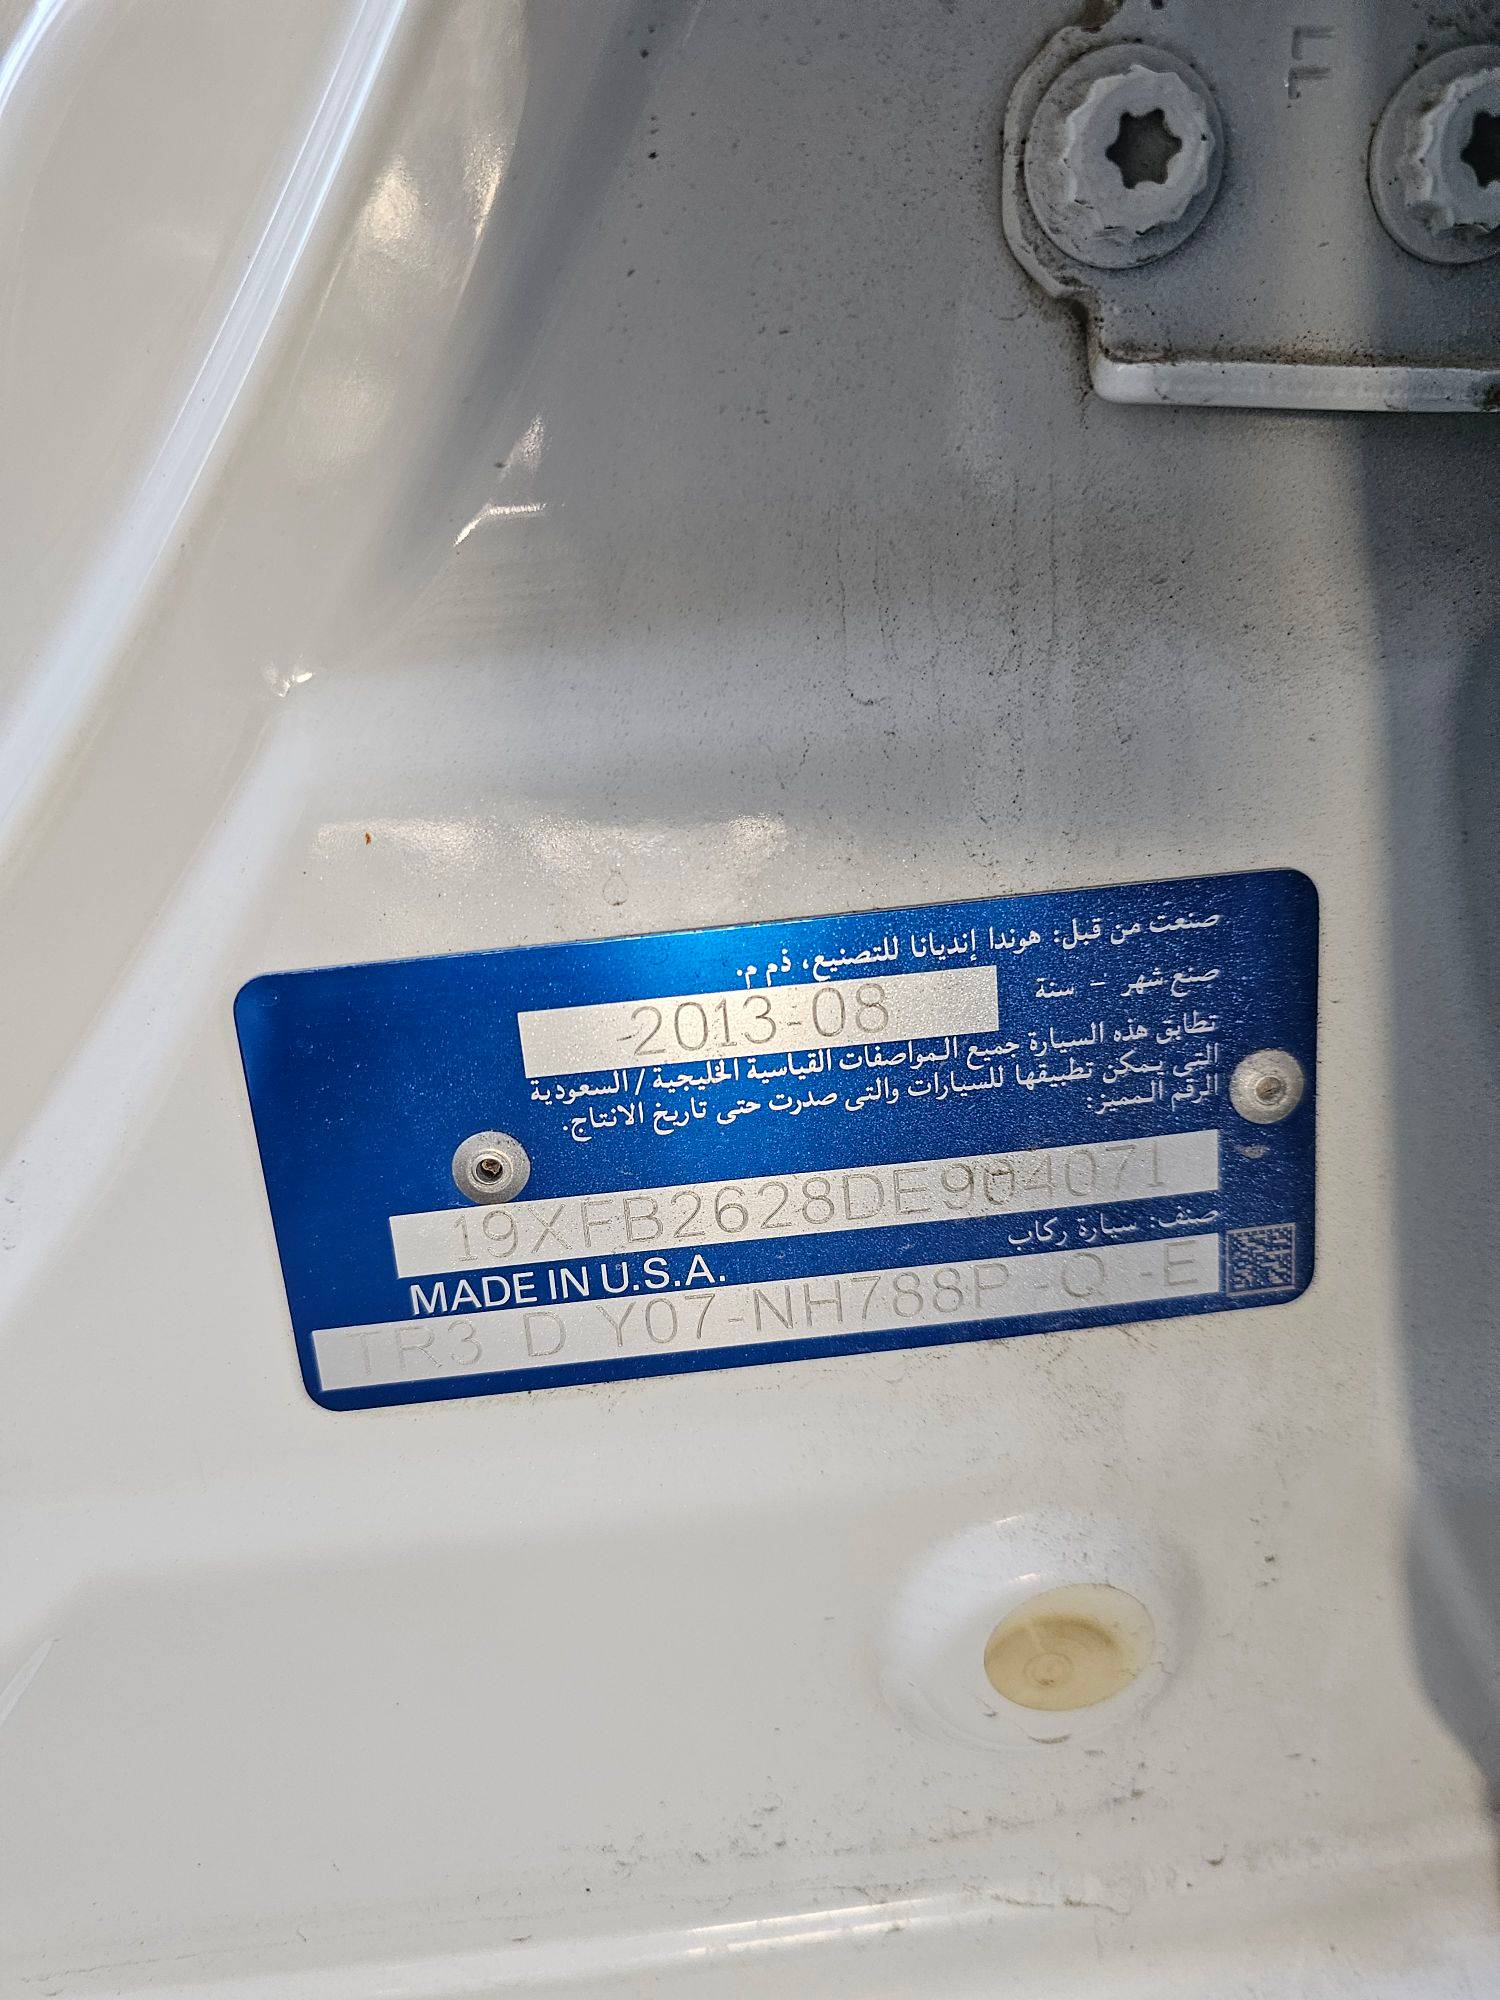 LL
صنعت من قبل: هوندا إنديانا للتصنيع، ذم م.
صنع شهر - سنة
-2013-08
تطابق هذه السيارة جميع المواصفات القياسية الخليجية / السعودية
التي يمكن تطبيقها للسيارات والتى صدرت حتى تاريخ الانتاج.
الرقم المميز:
19XFB2628DE904071
صنف: سيارة ركاب
MADE IN U.S.A.
TR3 D Y07-NH788P -Q -E